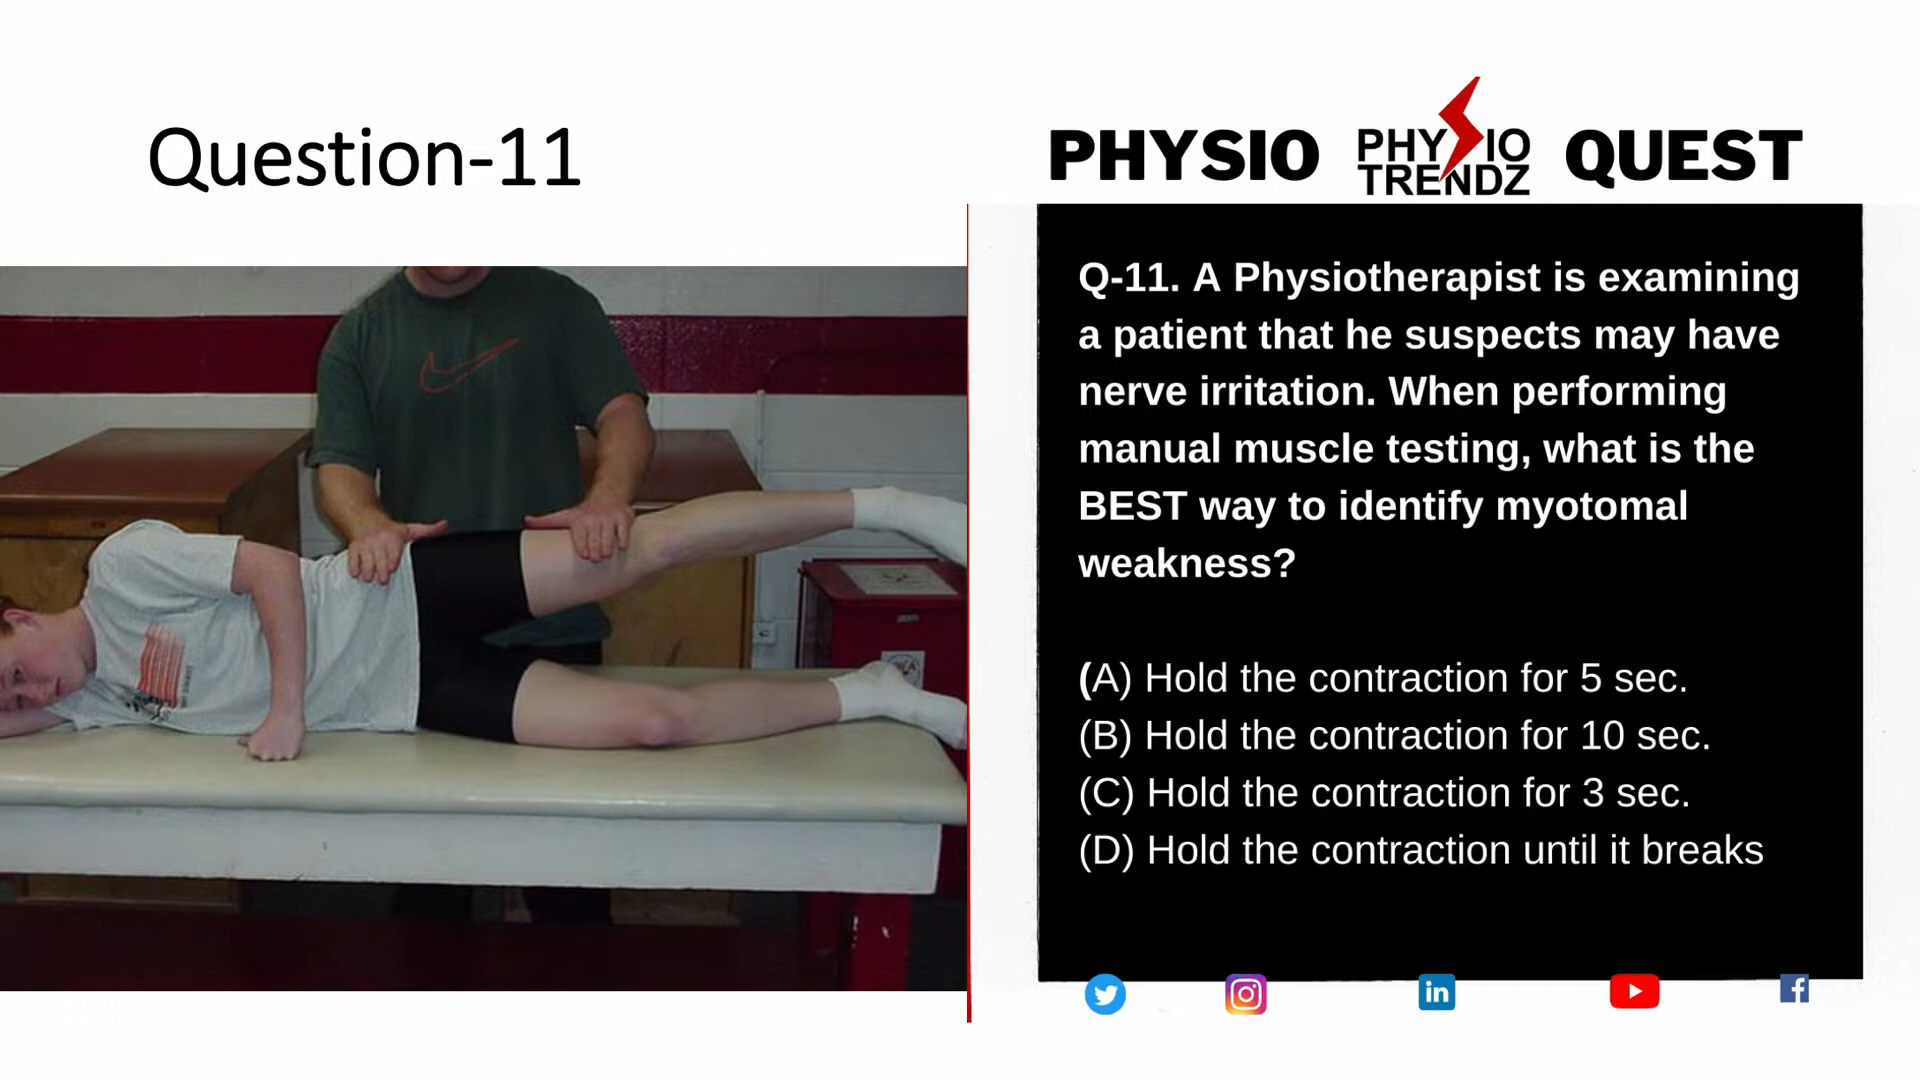 Question-11
PHYSIO PHYSIO TRENDZ QUEST
Q-11. A Physiotherapist is examining
a patient that he suspects may have
nerve irritation. When performing
manual muscle testing, what is the
BEST way to identify myotomal
weakness?
(A) Hold the contraction for 5 sec.
(B) Hold the contraction for 10 sec.
(C) Hold the contraction for 3 sec.
(D) Hold the contraction until it breaks